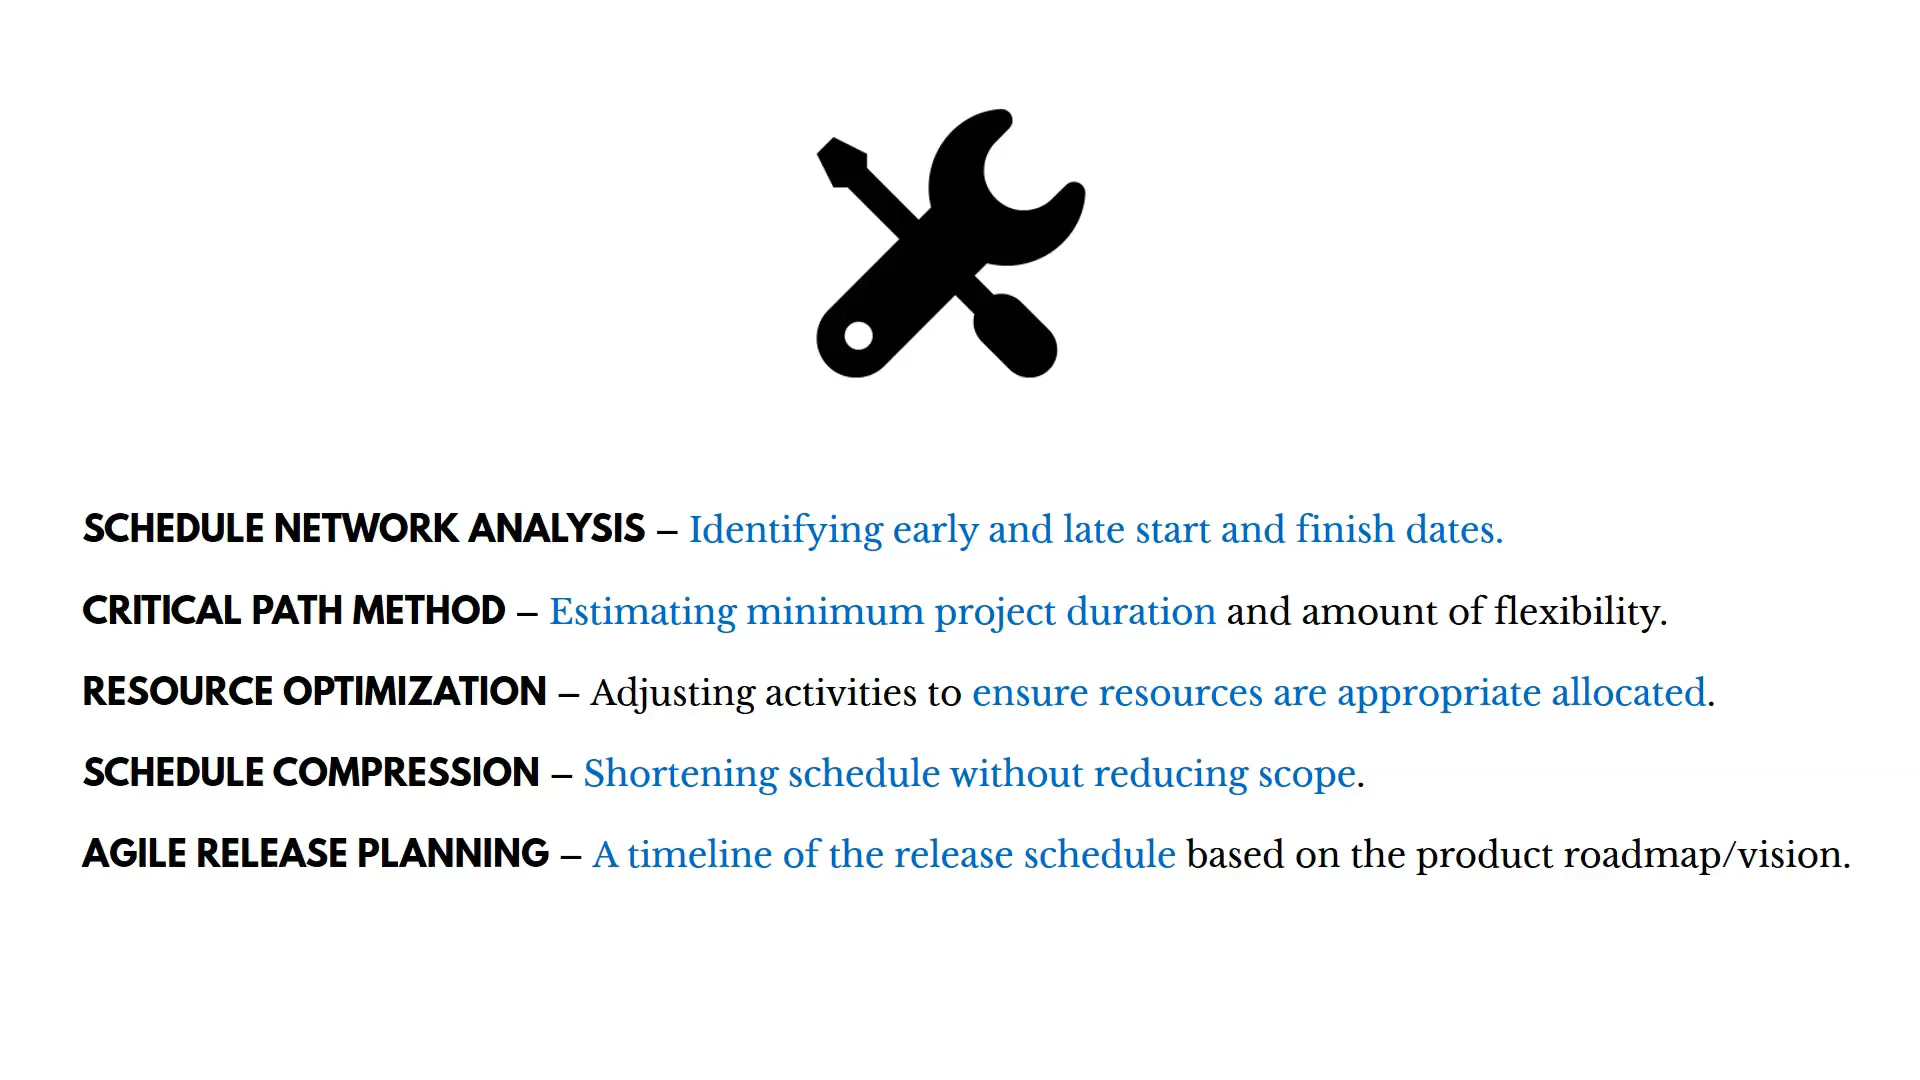 SCHEDULE NETWORK ANALYSIS – Identifying early and late start and finish dates.
CRITICAL PATH METHOD – Estimating minimum project duration and amount of flexibility.
RESOURCE OPTIMIZATION – Adjusting activities to ensure resources are appropriate allocated.
SCHEDULE COMPRESSION – Shortening schedule without reducing scope.
AGILE RELEASE PLANNING – A timeline of the release schedule based on the product roadmap/vision.